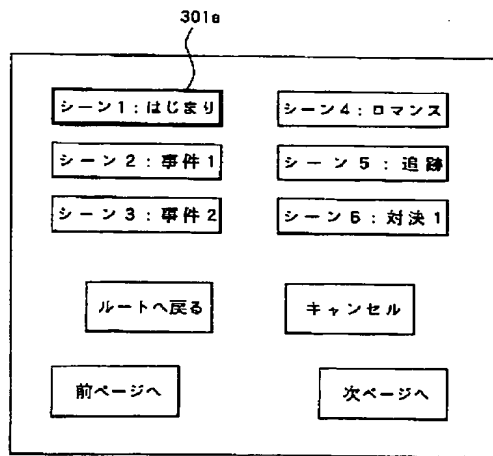 301a
シーン1:はじまり
シーン4:ロマンス
シーン2:事件1
シーン5:追跡
シーン3:事件2
シーン6:対決1
ルートへ戻る
キャンセル
前ページへ
次ページへ